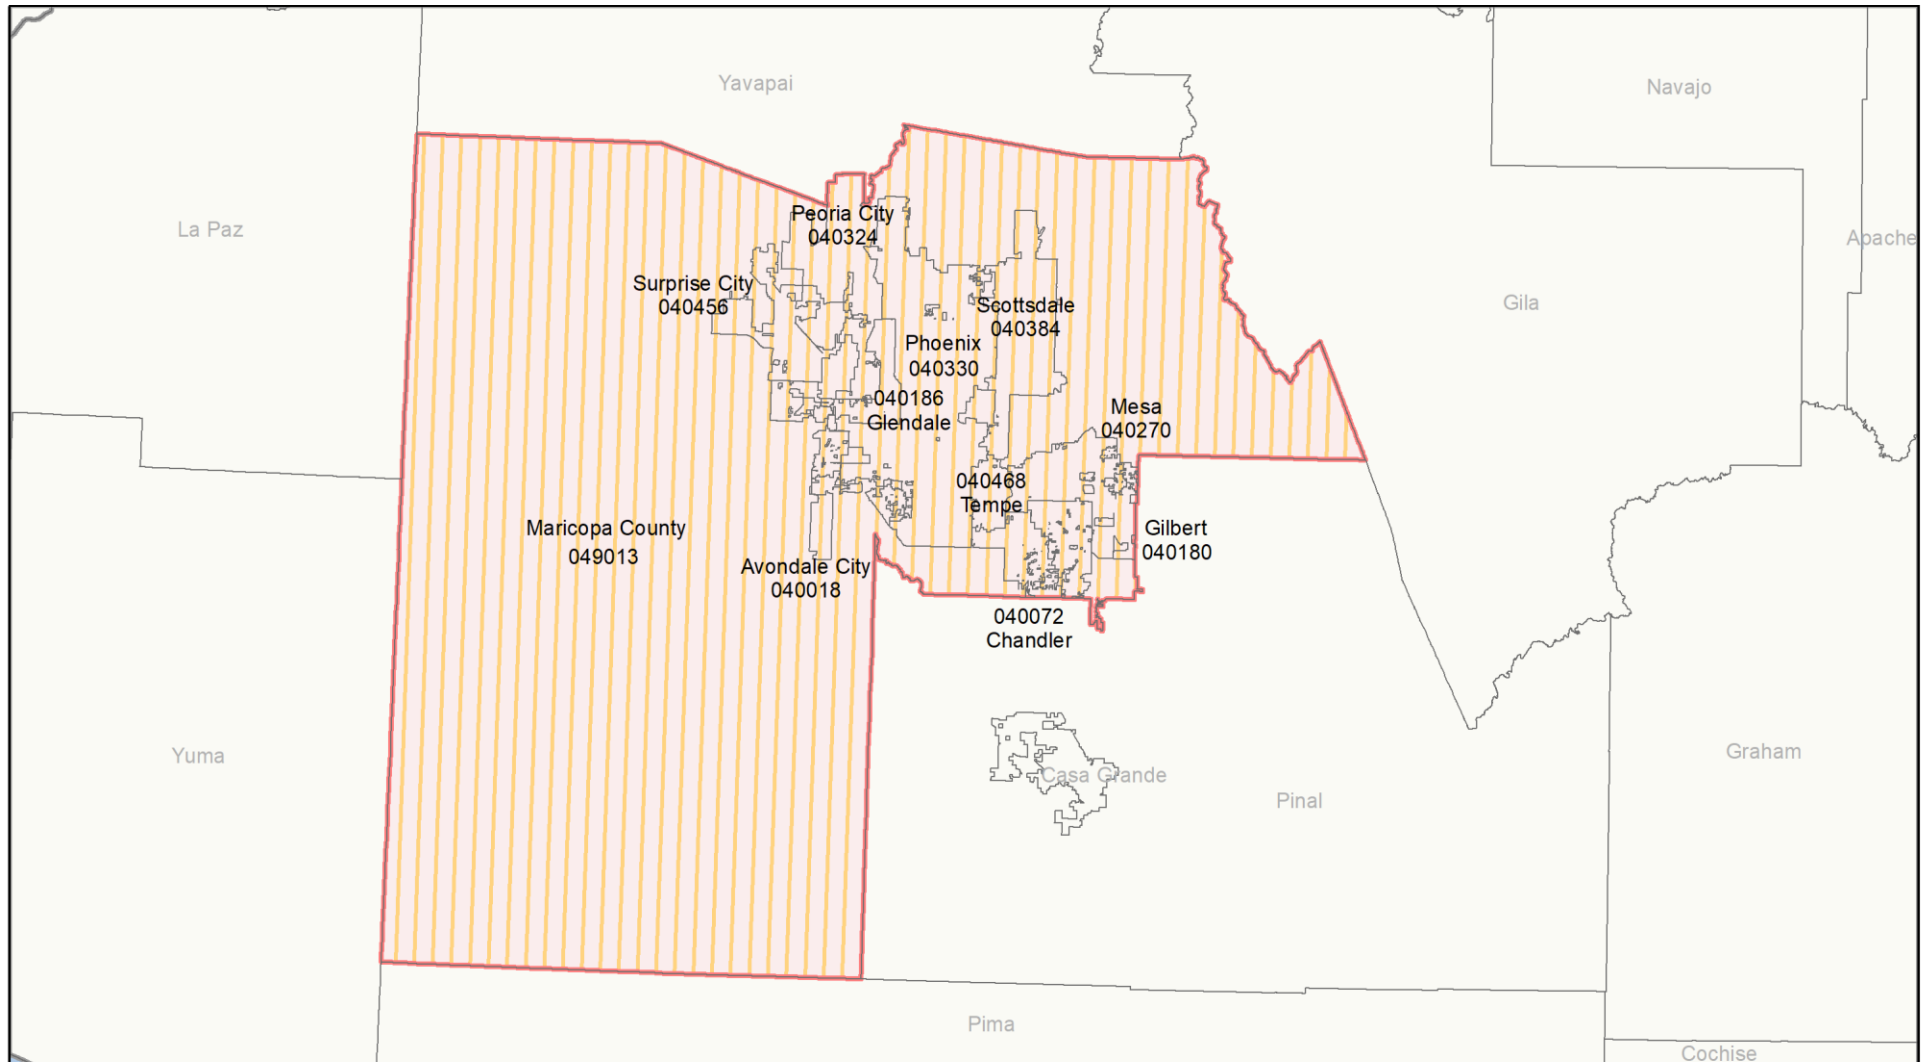 Yavapai
Navajo
La Paz
Apache
Peoria City
040324
Surprise City
040456
Scottsdale
040384
Gila
Phoenix
040330
040186
Glendale
Mesa
040270
040468
Tempe
Maricopa County
049013
Gilbert
040180
Avondale City
040018
040072
Chandler
Yuma
Casa Grande
Pinal
Graham
Pima
Cochise